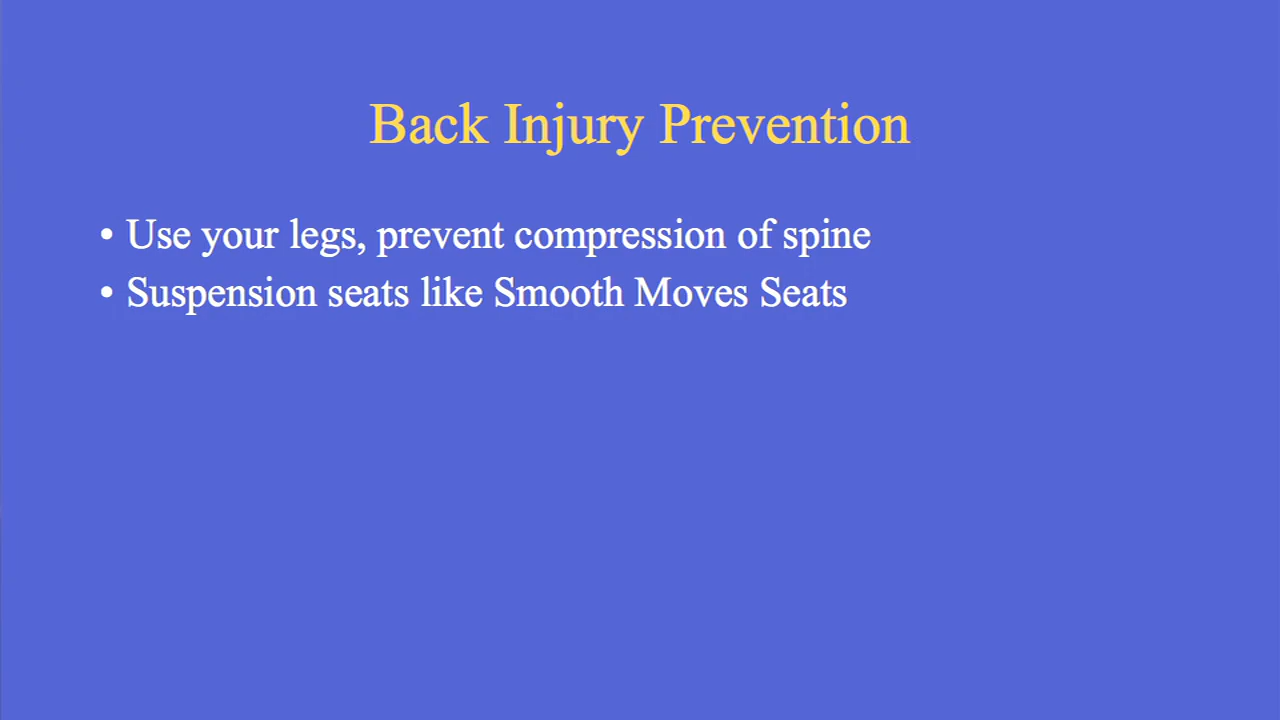 Back Injury Prevention
• Use your legs, prevent compression of spine
• Suspension seats like Smooth Moves Seats